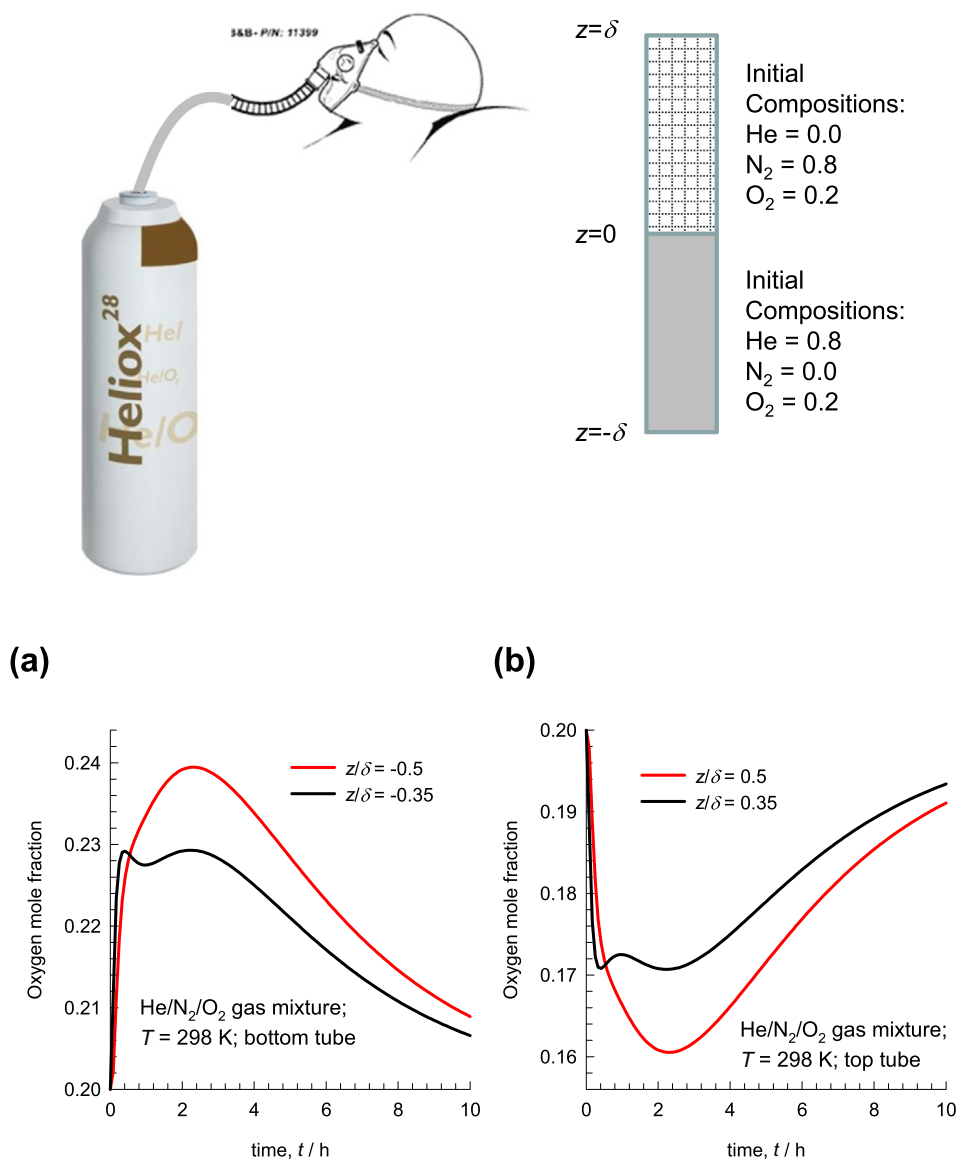 B&B- P/N: 11399
Heliox28
He/
He/O2
He/O
z=δ
Initial
Compositions:
He = 0.0
N2 = 0.8
O2 = 0.2
z=0
Initial
Compositions:
He = 0.8
N2 = 0.0
O2 = 0.2
z=-δ
(a)
Oxygen mole fraction
0.24
0.23
0.22
0.21
0.20
z/δ = -0.5
z/δ = -0.35
He/N2/O2 gas mixture;
T = 298 K; bottom tube
0 2 4 6 8 10
time, t / h
(b)
Oxygen mole fraction
0.20
0.19
0.18
0.17
0.16
z/δ = 0.5
z/δ = 0.35
He/N2/O2 gas mixture;
T = 298 K; top tube
0 2 4 6 8 10
time, t / h